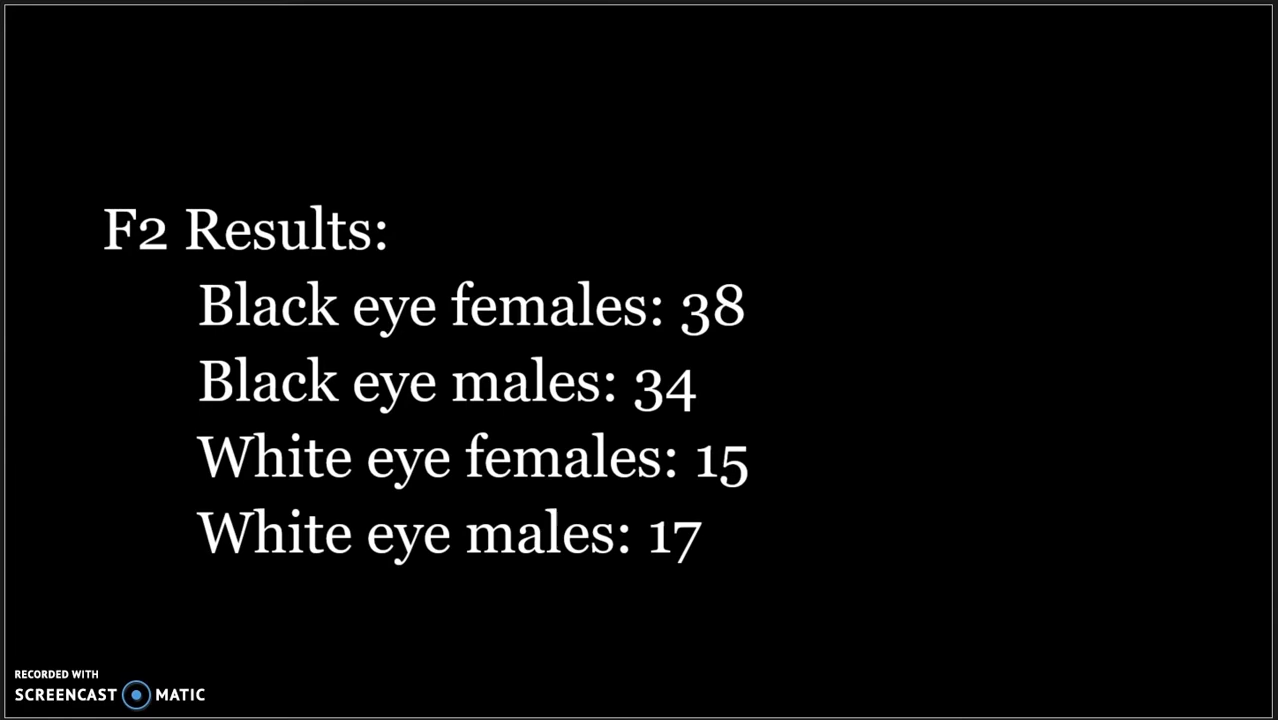 F2 Results:
Black eye females: 38
Black eye males: 34
White eye females: 15
White eye males: 17
RECORDED WITH
SCREENCAST MATIC